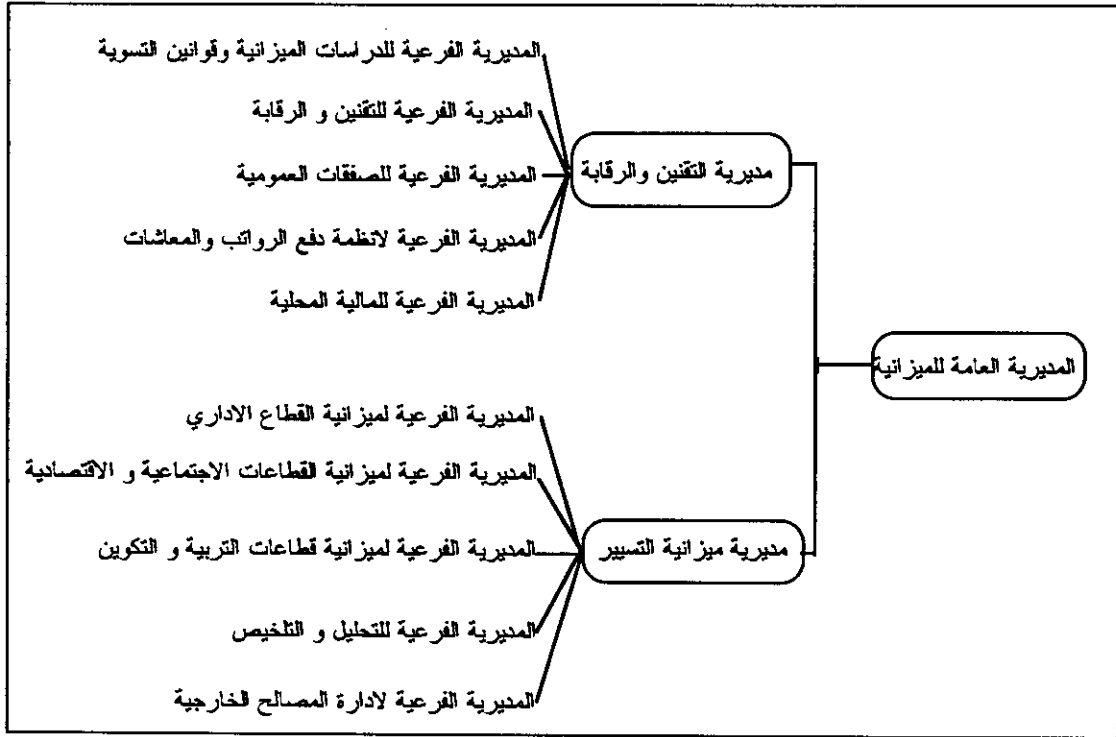 المديرية العامة للميزانية
مديرية التقنين والرقابة
المديرية الفرعية للدراسات الميزانية وقوانين التسوية
المديرية الفرعية للتقنين و الرقابة
المديرية الفرعية للصفقات العمومية
المديرية الفرعية لانظمة دفع الرواتب والمعاشات
المديرية الفرعية للمالية المحلية
مديرية ميزانية التسيير
المديرية الفرعية لميزانية القطاع الاداري
المديرية الفرعية لميزانية القطاعات الاجتماعية و الاقتصادية
المديرية الفرعية لميزانية قطاعات التربية و التكوين
المديرية الفرعية للتحليل و التلخيص
المديرية الفرعية لادارة المصالح الخارجية